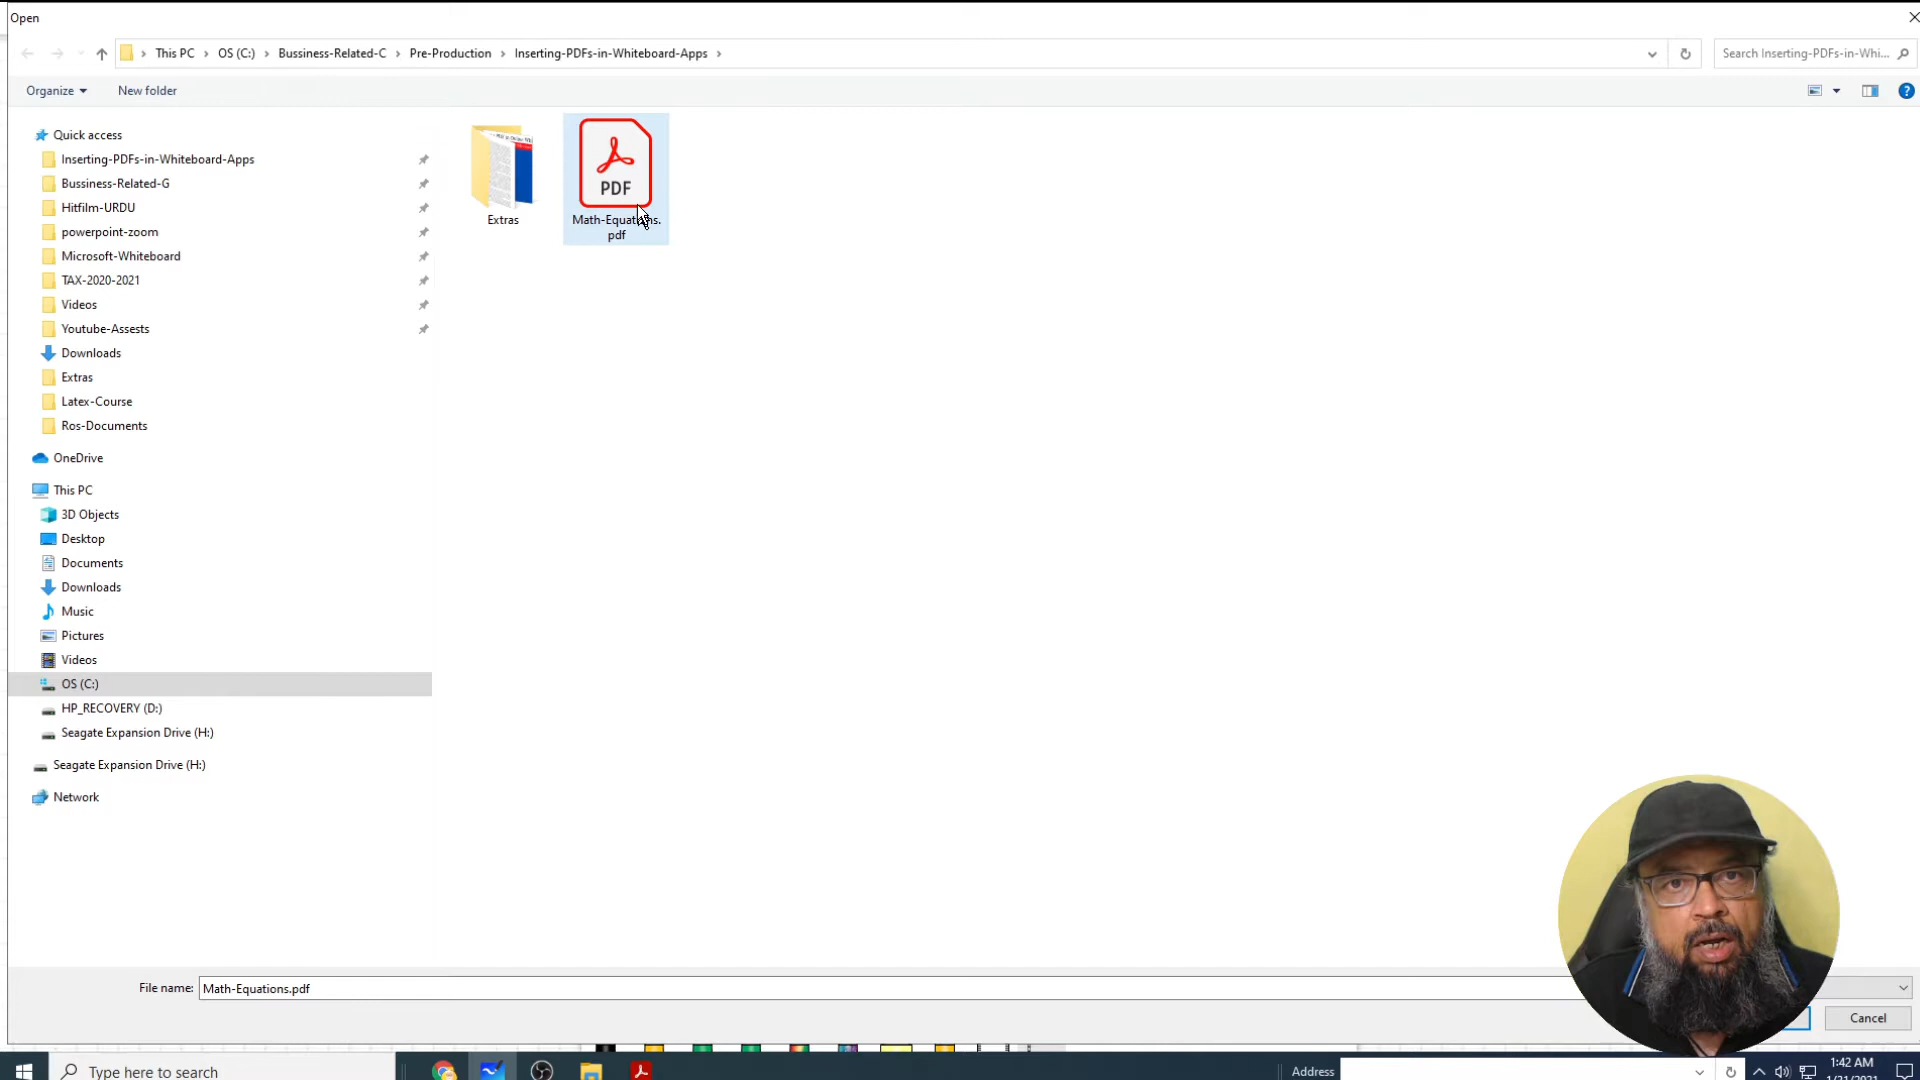 Open
This PC
OS (C:)
Bussiness-Related-C
Pre-Production
Inserting-PDFs-in-Whiteboard-Apps
Search Inserting-PDFs-in-Whi...
Organize
New folder
Quick access
Inserting-PDFs-in-Whiteboard-Apps
Bussiness-Related-G
Hitfilm-URDU
powerpoint-zoom
Microsoft-Whiteboard
TAX-2020-2021
Videos
Youtube-Assests
Downloads
Extras
Latex-Course
Ros-Documents
OneDrive
This PC
3D Objects
Desktop
Documents
Downloads
Music
Pictures
Videos
OS (C:)
HP_RECOVERY (D:)
Seagate Expansion Drive (H:)
Seagate Expansion Drive (H:)
Network
Extras
PDF
Math-Equations.
pdf
File name:
Math-Equations.pdf
Cancel
Type here to search
Address
1:42 AM